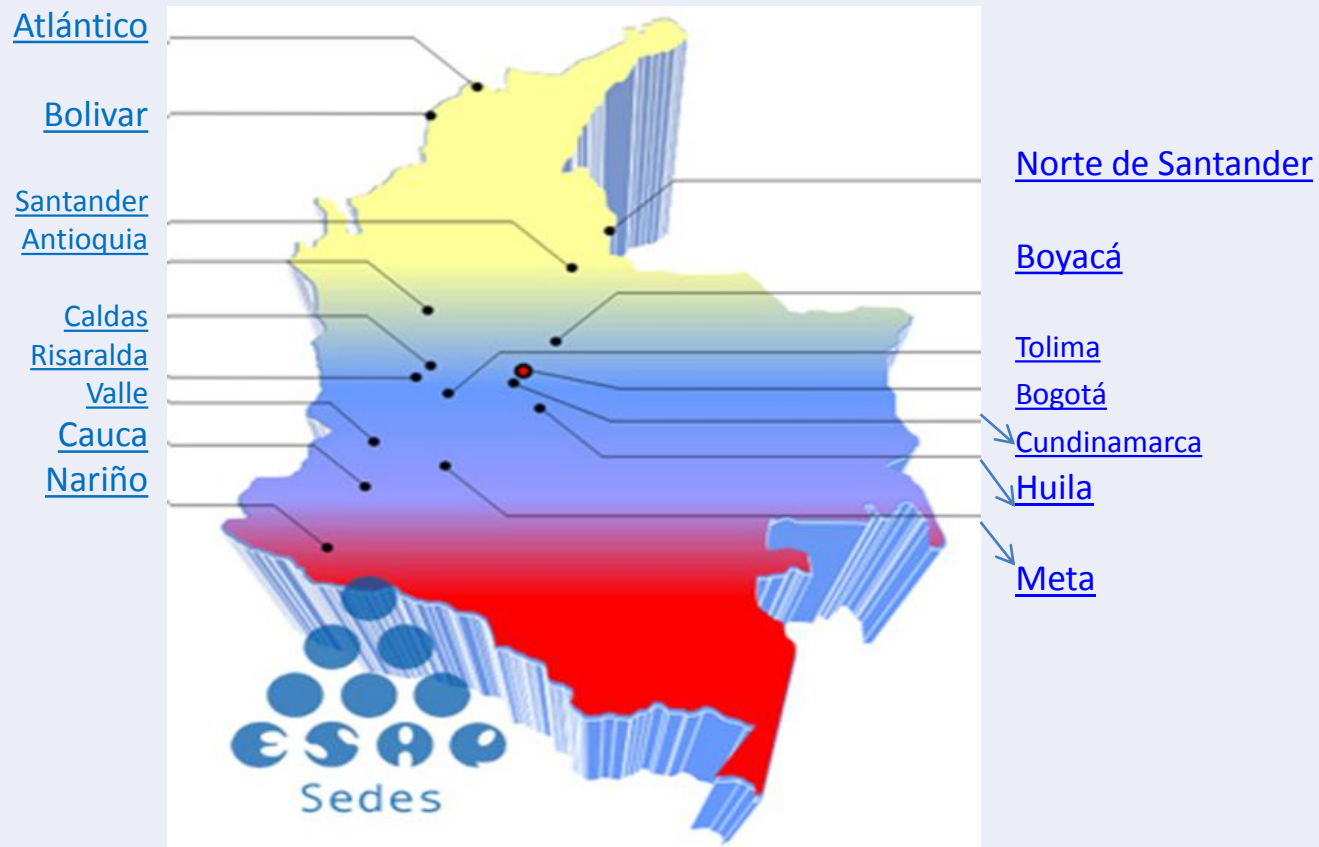 Atlántico
Bolivar
Santander
Antioquia
Caldas
Risaralda
Valle
Cauca
Nariño
Norte de Santander
Boyacá
Tolima
Bogotá
Cundinamarca
Huila
Meta
ESAP
Sedes